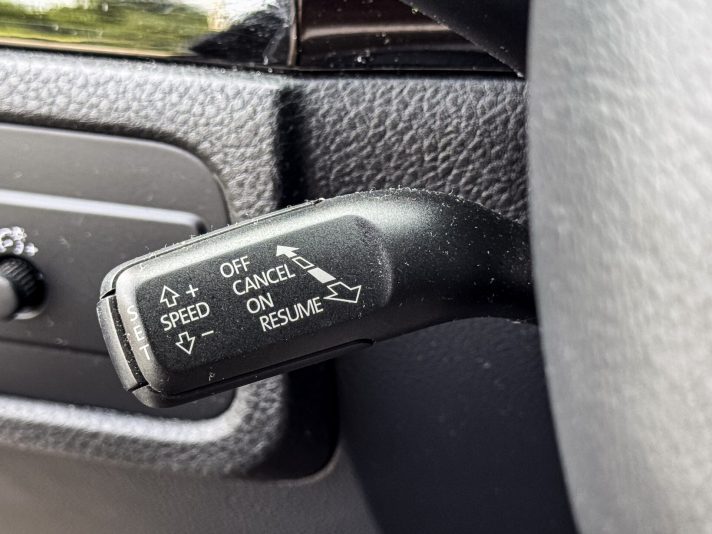 SET
+
SPEED
−
OFF
CANCEL
ON
RESUME